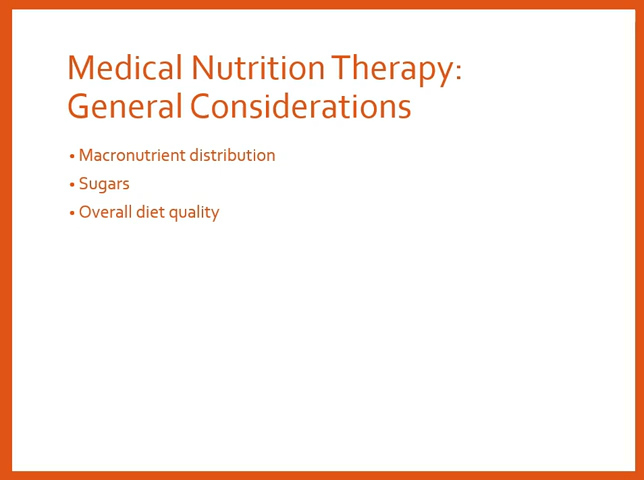 Medical Nutrition Therapy:
General Considerations
• Macronutrient distribution
• Sugars
• Overall diet quality